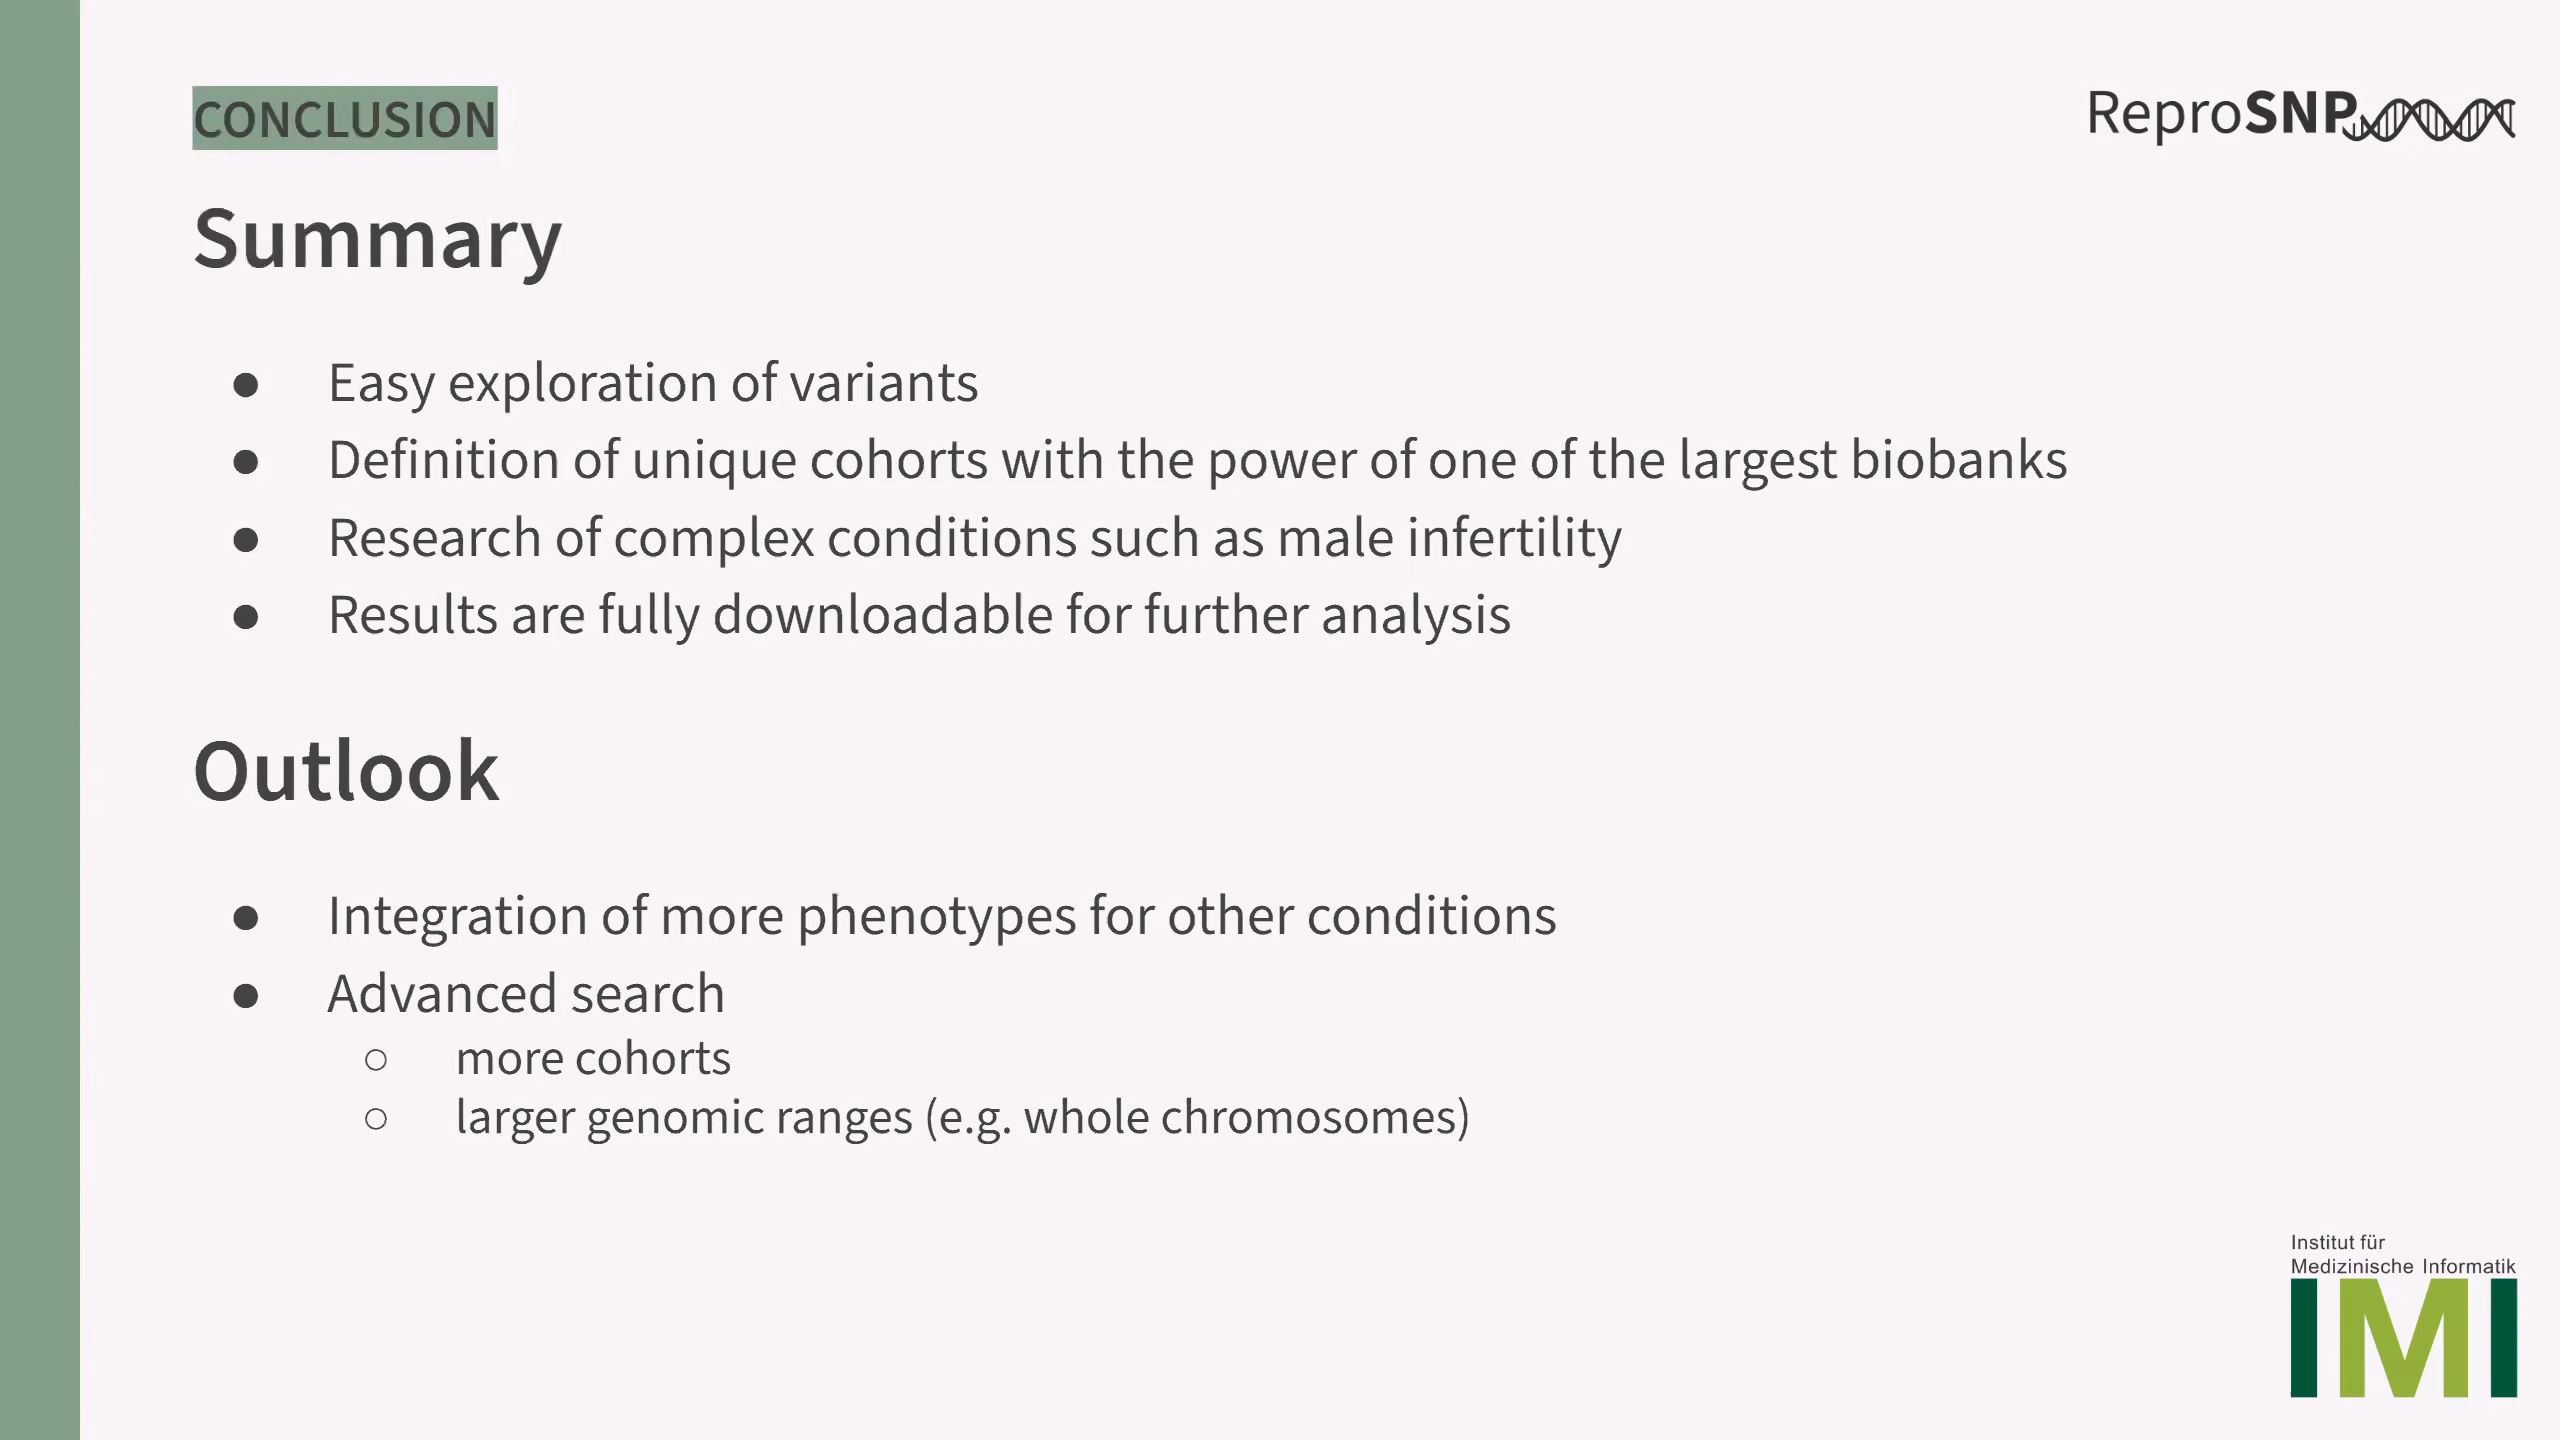 CONCLUSION
ReproSNP
Summary
● Easy exploration of variants
● Definition of unique cohorts with the power of one of the largest biobanks
● Research of complex conditions such as male infertility
● Results are fully downloadable for further analysis
Outlook
● Integration of more phenotypes for other conditions
● Advanced search
○ more cohorts
○ larger genomic ranges (e.g. whole chromosomes)
Institut für
Medizinische Informatik
IMI